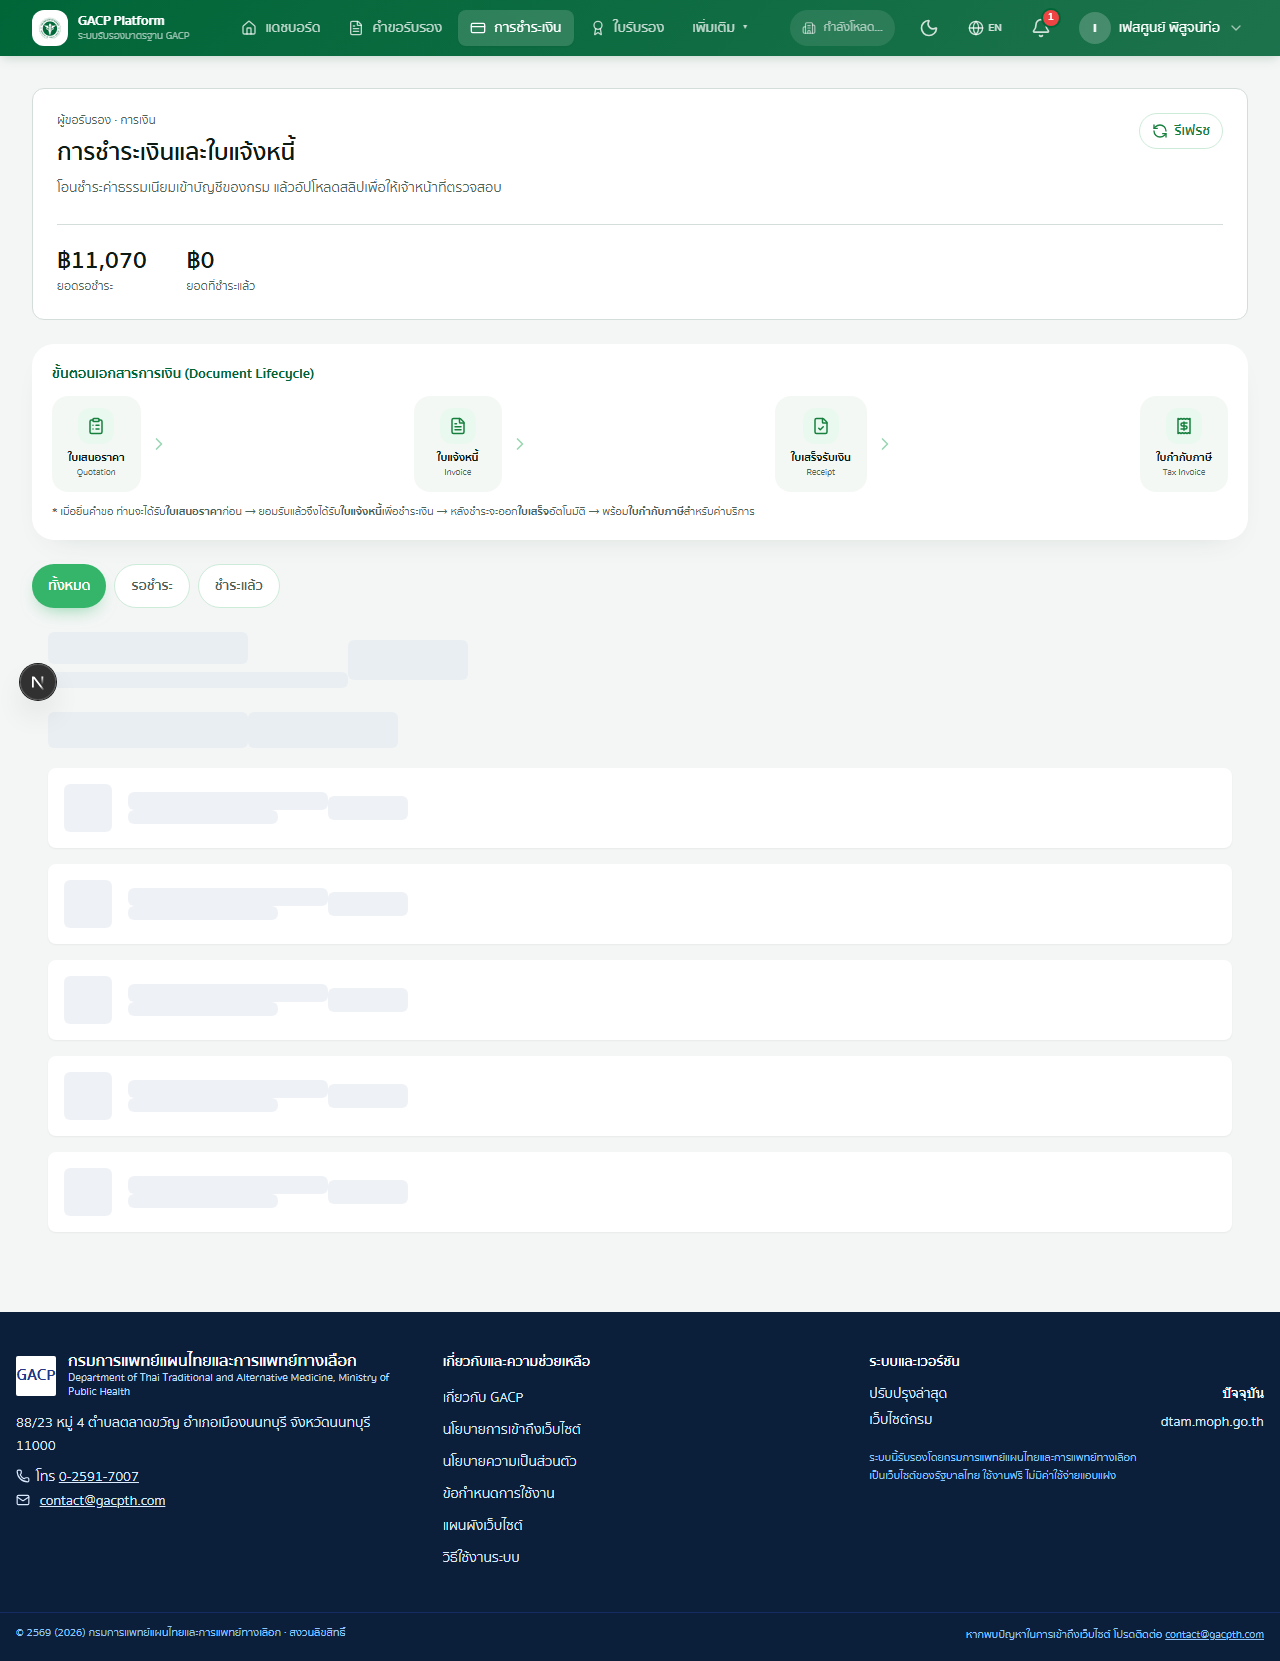 GACP Platform
ระบบรับรองมาตรฐาน GACP
แดชบอร์ด
คำขอรับรอง
การชำระเงิน
ใบรับรอง
เพิ่มเติม
กำลังโหลด...
EN
1
I
เฟสศูนย์ พิสูจน์ท่อ
ผู้ขอรับรอง · การเงิน
การชำระเงินและใบแจ้งหนี้
รีเฟรช
โอนชำระค่าธรรมเนียมเข้าบัญชีของกรม แล้วอัปโหลดสลิปเพื่อให้เจ้าหน้าที่ตรวจสอบ
฿11,070
ยอดรอชำระ
฿0
ยอดที่ชำระแล้ว
ขั้นตอนเอกสารการเงิน (Document Lifecycle)
ใบเสนอราคา
Quotation
ใบแจ้งหนี้
Invoice
ใบเสร็จรับเงิน
Receipt
ใบกำกับภาษี
Tax Invoice
* เมื่อยื่นคำขอ ท่านจะได้รับใบเสนอราคาก่อน → ยอมรับแล้วจึงได้รับใบแจ้งหนี้เพื่อชำระเงิน → หลังชำระจะออกใบเสร็จอัตโนมัติ → พร้อมใบกำกับภาษีสำหรับค่าบริการ
ทั้งหมด
รอชำระ
ชำระแล้ว
N
GACP
กรมการแพทย์แผนไทยและการแพทย์ทางเลือก
Department of Thai Traditional and Alternative Medicine, Ministry of
Public Health
88/23 หมู่ 4 ตำบลตลาดขวัญ อำเภอเมืองนนทบุรี จังหวัดนนทบุรี
11000
โทร 0-2591-7007
contact@gacpth.com
เกี่ยวกับและความช่วยเหลือ
เกี่ยวกับ GACP
นโยบายการเข้าถึงเว็บไซต์
นโยบายความเป็นส่วนตัว
ข้อกำหนดการใช้งาน
แผนผังเว็บไซต์
วิธีใช้งานระบบ
ระบบและเวอร์ชัน
ปรับปรุงล่าสุด
ปัจจุบัน
เว็บไซต์กรม
dtam.moph.go.th
ระบบนี้รับรองโดยกรมการแพทย์แผนไทยและการแพทย์ทางเลือก
เป็นเว็บไซต์ของรัฐบาลไทย ใช้งานฟรี ไม่มีค่าใช้จ่ายแอบแฝง
© 2569 (2026) กรมการแพทย์แผนไทยและการแพทย์ทางเลือก · สงวนลิขสิทธิ์
หากพบปัญหาในการเข้าถึงเว็บไซต์ โปรดติดต่อ contact@gacpth.com